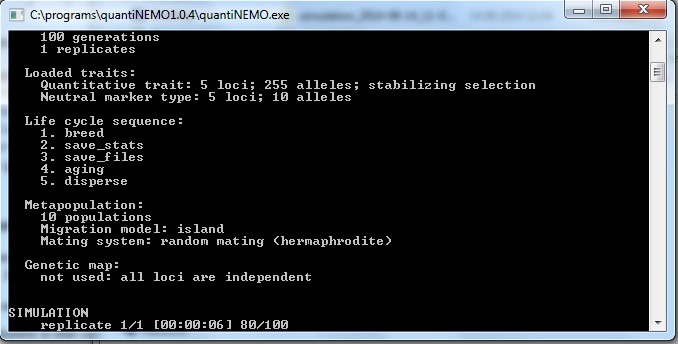 C:\programs\quantiNEMO1.0.4\quantiNEMO.exe
100 generations
1 replicates
Loaded traits:
Quantitative trait: 5 loci; 255 alleles; stabilizing selection
Neutral marker type: 5 loci; 10 alleles
Life cycle sequence:
1. breed
2. save_stats
3. save_files
4. aging
5. disperse
Metapopulation:
10 populations
Migration model: island
Mating system: random mating (hermaphrodite)
Genetic map:
not used: all loci are independent
SIMULATION
replicate 1/1 [00:00:06] 80/100